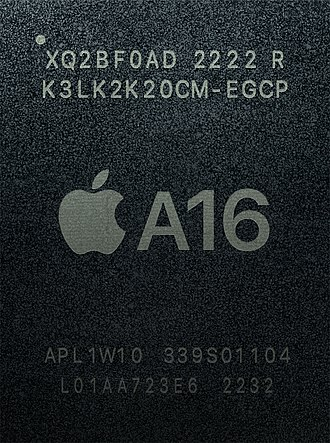 XQ2BF0AD 2222 R
K3LK2K20CM-EGCP
A16
APL1W10 339S01104
L01AA723E6 2232